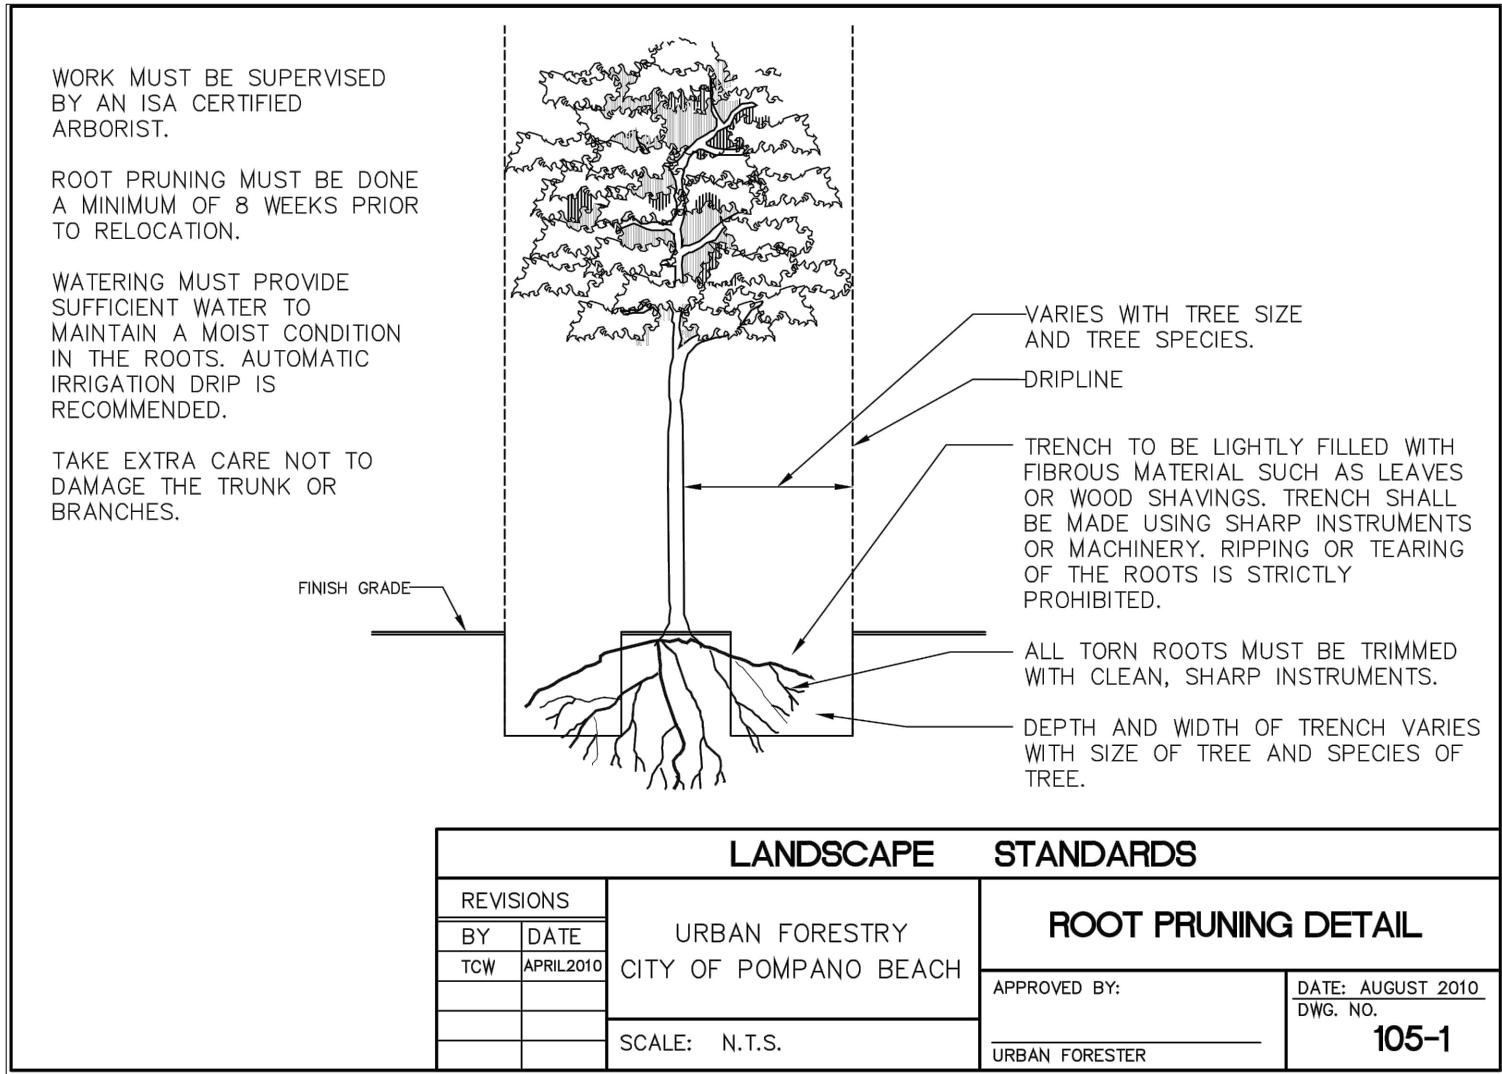 WORK MUST BE SUPERVISED
BY AN ISA CERTIFIED
ARBORIST.
ROOT PRUNING MUST BE DONE
A MINIMUM OF 8 WEEKS PRIOR
TO RELOCATION.
WATERING MUST PROVIDE
SUFFICIENT WATER TO
MAINTAIN A MOIST CONDITION
IN THE ROOTS. AUTOMATIC
IRRIGATION DRIP IS
RECOMMENDED.
TAKE EXTRA CARE NOT TO
DAMAGE THE TRUNK OR
BRANCHES.
FINISH GRADE
VARIES WITH TREE SIZE
AND TREE SPECIES.
DRIPLINE
TRENCH TO BE LIGHTLY FILLED WITH
FIBROUS MATERIAL SUCH AS LEAVES
OR WOOD SHAVINGS. TRENCH SHALL
BE MADE USING SHARP INSTRUMENTS
OR MACHINERY. RIPPING OR TEARING
OF THE ROOTS IS STRICTLY
PROHIBITED.
ALL TORN ROOTS MUST BE TRIMMED
WITH CLEAN, SHARP INSTRUMENTS.
DEPTH AND WIDTH OF TRENCH VARIES
WITH SIZE OF TREE AND SPECIES OF
TREE.
LANDSCAPE STANDARDS
REVISIONS
BY DATE
TCW APRIL2010
URBAN FORESTRY
CITY OF POMPANO BEACH
SCALE: N.T.S.
ROOT PRUNING DETAIL
APPROVED BY:
URBAN FORESTER
DATE: AUGUST 2010
DWG. NO.
105-1